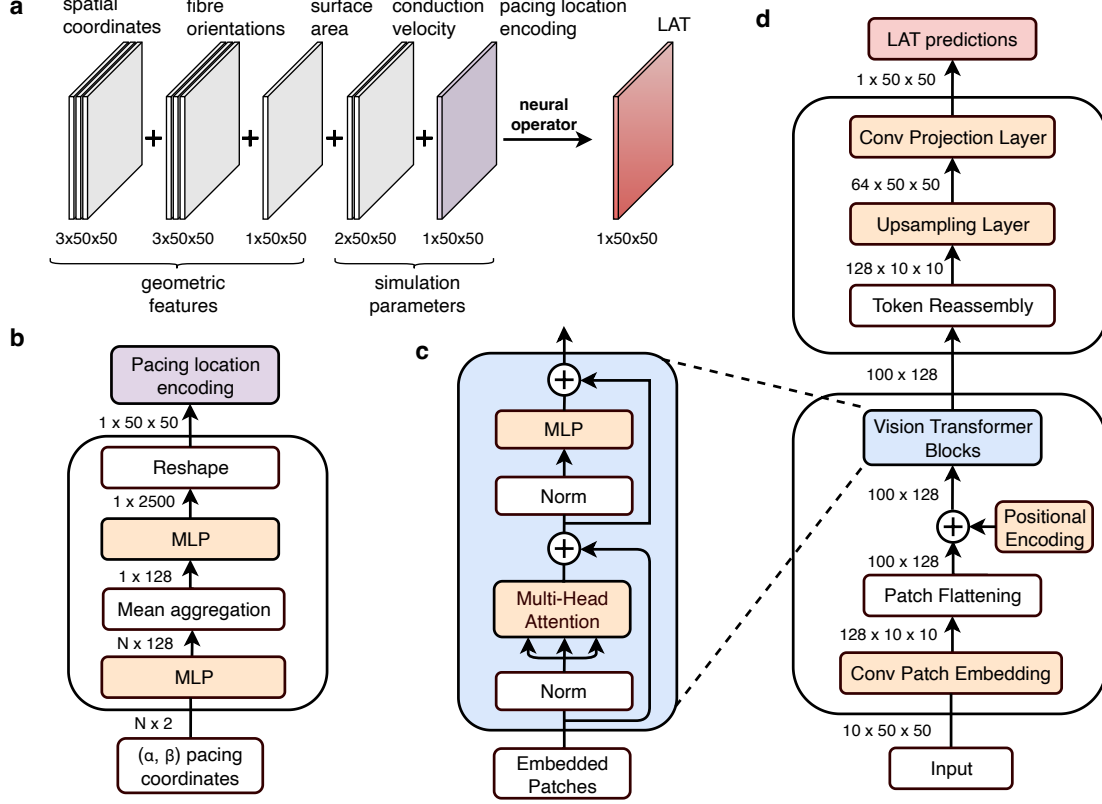 a
spatial
coordinates
fibre
orientations
surface
area
conduction
velocity
pacing location
encoding
LAT
+
+
+
+
neural
operator
3x50x50
3x50x50
1x50x50
2x50x50
1x50x50
1x50x50
geometric
features
simulation
parameters
b
Pacing location
encoding
1 x 50 x 50
Reshape
1 x 2500
MLP
1 x 128
Mean aggregation
N x 128
MLP
N x 2
(α, β) pacing
coordinates
c
+
MLP
Norm
+
Multi-Head
Attention
Norm
Embedded
Patches
d
LAT predictions
1 x 50 x 50
Conv Projection Layer
64 x 50 x 50
Upsampling Layer
128 x 10 x 10
Token Reassembly
100 x 128
Vision Transformer
Blocks
100 x 128
+
Positional
Encoding
100 x 128
Patch Flattening
128 x 10 x 10
Conv Patch Embedding
10 x 50 x 50
Input